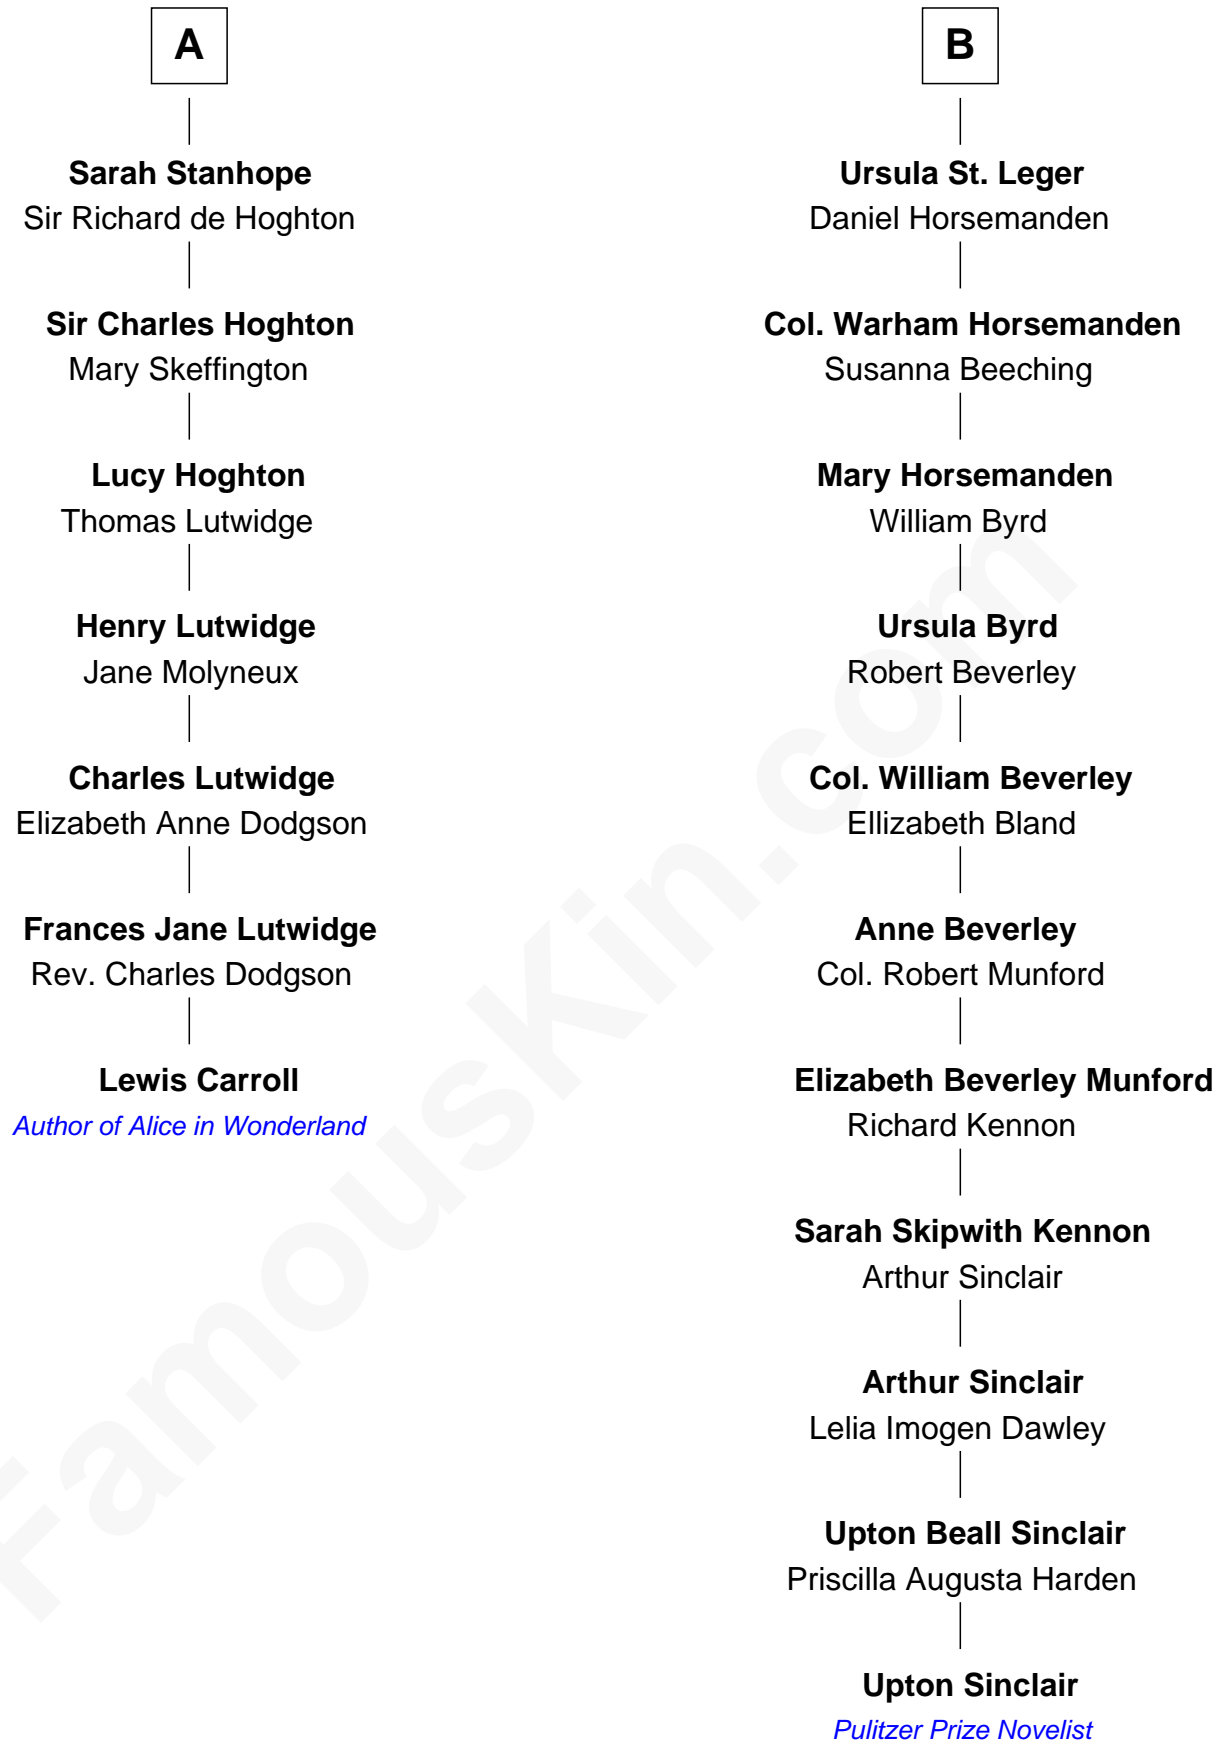 A
Sarah Stanhope
Sir Richard de Hoghton
Sir Charles Hoghton
Mary Skeffington
Lucy Hoghton
Thomas Lutwidge
Henry Lutwidge
Jane Molyneux
Charles Lutwidge
Elizabeth Anne Dodgson
Frances Jane Lutwidge
Rev. Charles Dodgson
Lewis Carroll
Author of Alice in Wonderland
B
Ursula St. Leger
Daniel Horsemanden
Col. Warham Horsemanden
Susanna Beeching
Mary Horsemanden
William Byrd
Ursula Byrd
Robert Beverley
Col. William Beverley
Ellizabeth Bland
Anne Beverley
Col. Robert Munford
Elizabeth Beverley Munford
Richard Kennon
Sarah Skipwith Kennon
Arthur Sinclair
Arthur Sinclair
Lelia Imogen Dawley
Upton Beall Sinclair
Priscilla Augusta Harden
Upton Sinclair
Pulitzer Prize Novelist
FamousKin.com